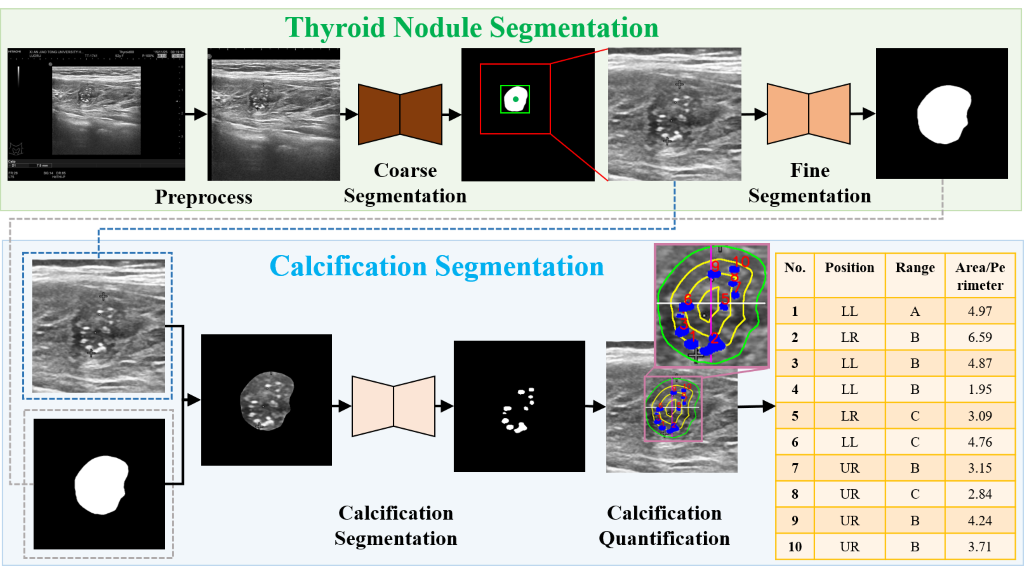 Thyroid Nodule Segmentation
Preprocess
Coarse
Segmentation
Fine
Segmentation
Calcification Segmentation
Calcification
Segmentation
Calcification
Quantification
No. Position Range Area/Pe
rimeter
1 LL A 4.97
2 LR B 6.59
3 LL B 4.87
4 LL B 1.95
5 LR C 3.09
6 LL C 4.76
7 UR B 3.15
8 UR C 2.84
9 UR B 4.24
10 UR B 3.71